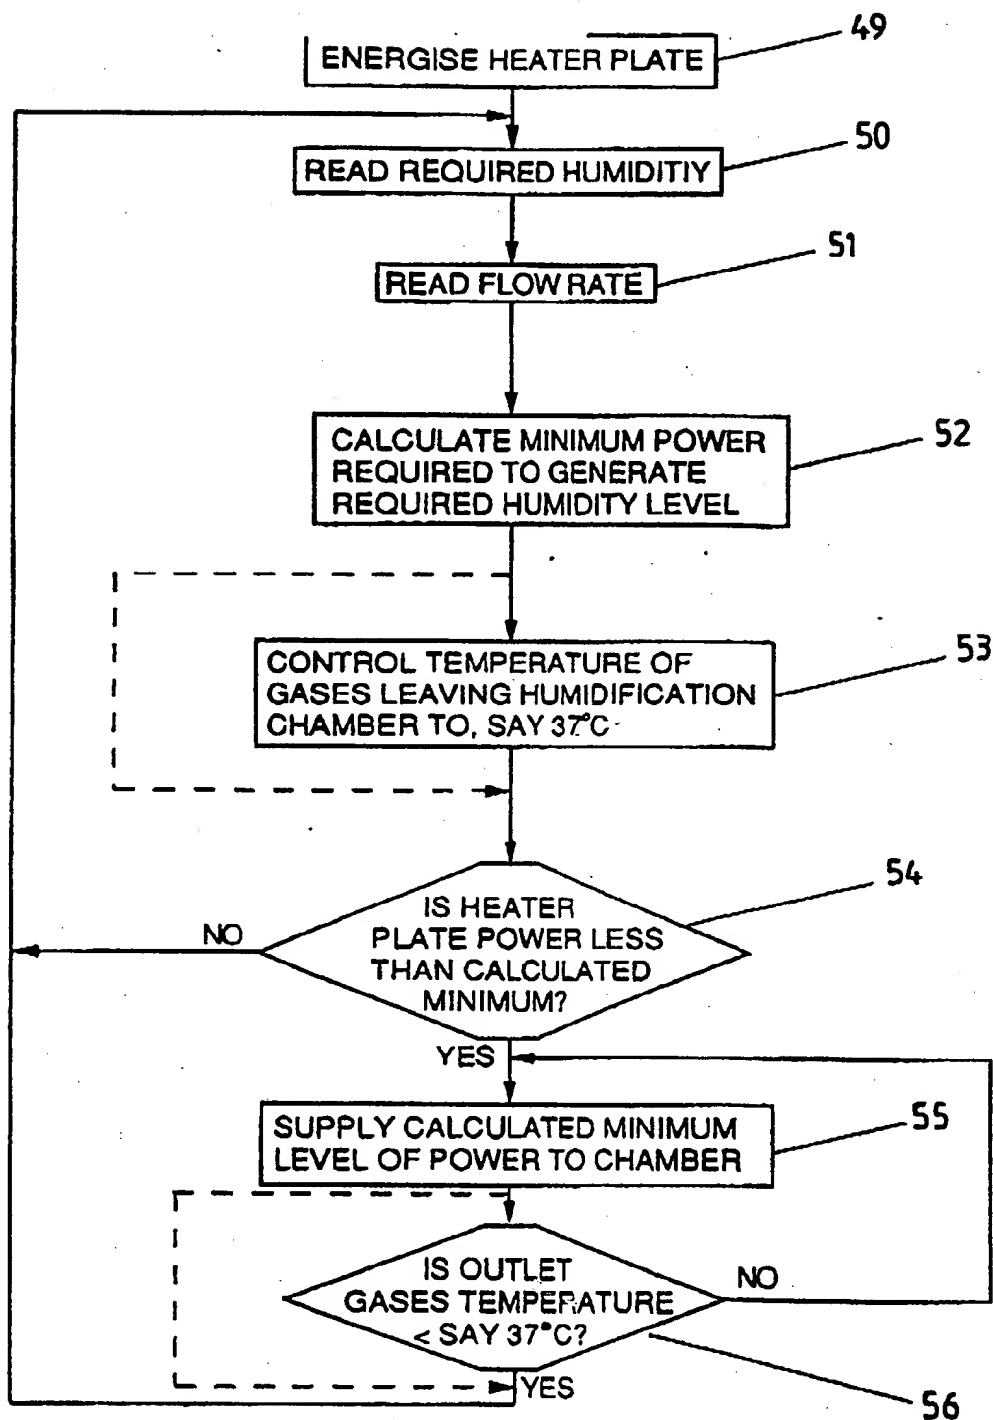 49
ENERGISE HEATER PLATE
50
READ REQUIRED HUMIDITIY
51
READ FLOW RATE
52
CALCULATE MINIMUM POWER
REQUIRED TO GENERATE
REQUIRED HUMIDITY LEVEL
53
CONTROL TEMPERATURE OF
GASES LEAVING HUMIDIFICATION
CHAMBER TO, SAY 37°C
54
IS HEATER
PLATE POWER LESS
THAN CALCULATED
MINIMUM?
NO
YES
55
SUPPLY CALCULATED MINIMUM
LEVEL OF POWER TO CHAMBER
IS OUTLET
GASES TEMPERATURE
< SAY 37°C?
NO
YES
56